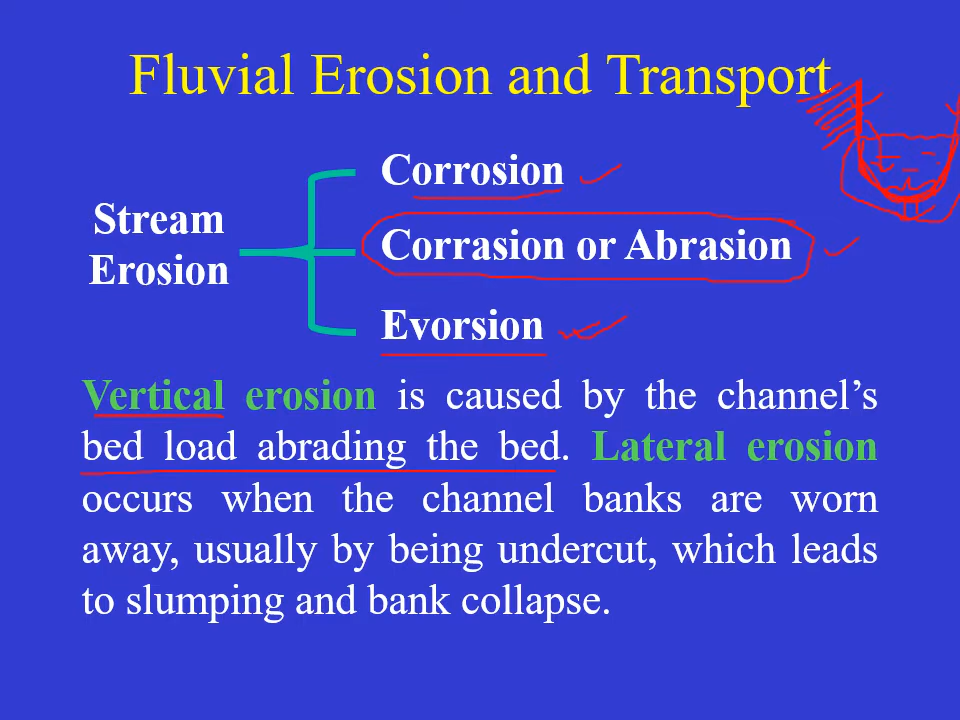 Fluvial Erosion and Transport
Corrosion
Stream
Erosion
Corrasion or Abrasion
Evorsion
Vertical erosion is caused by the channel’s
bed load abrading the bed. Lateral erosion
occurs when the channel banks are worn
away, usually by being undercut, which leads
to slumping and bank collapse.